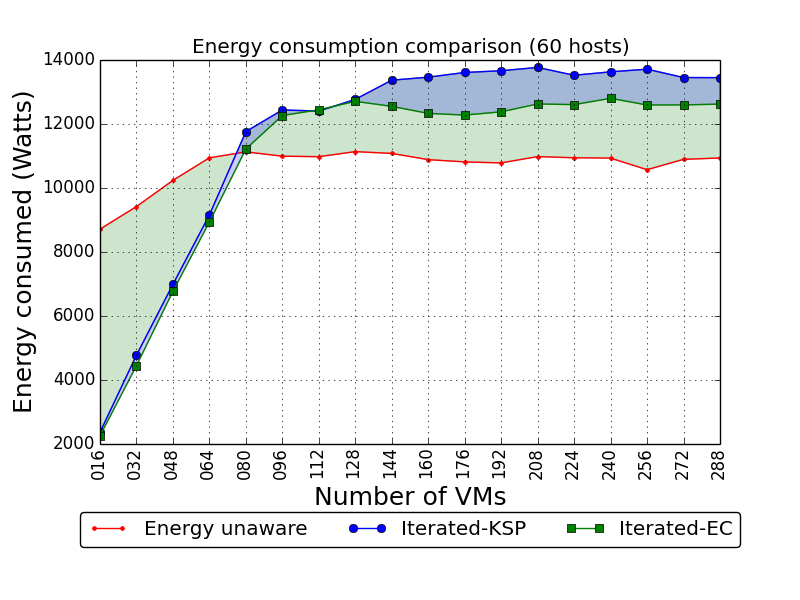 Energy consumption comparison (60 hosts)
14000
12000
10000
8000
6000
4000
2000
Energy consumed (Watts)
016 032 048 064 080 096 112 128 144 160 176 192 208 224 240 256 272 288
Number of VMs
Energy unaware Iterated-KSP Iterated-EC